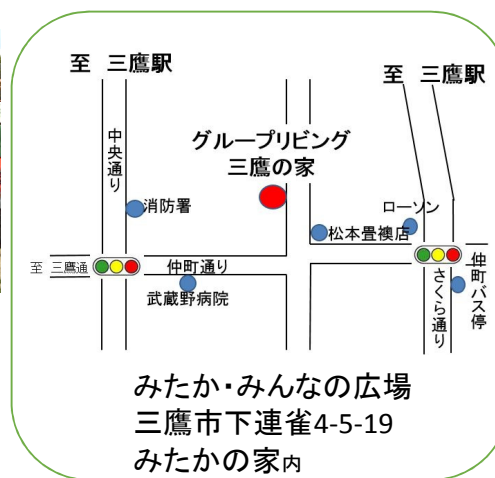 至 三鷹駅
至 三鷹駅
中央通り
グループリビング
三鷹の家
消防署
ローソン
松本畳襖店
至 三鷹通
仲町通り
武蔵野病院
さくら通り
仲町バス停
みたか・みんなの広場
三鷹市下連雀4-5-19
みたかの家内